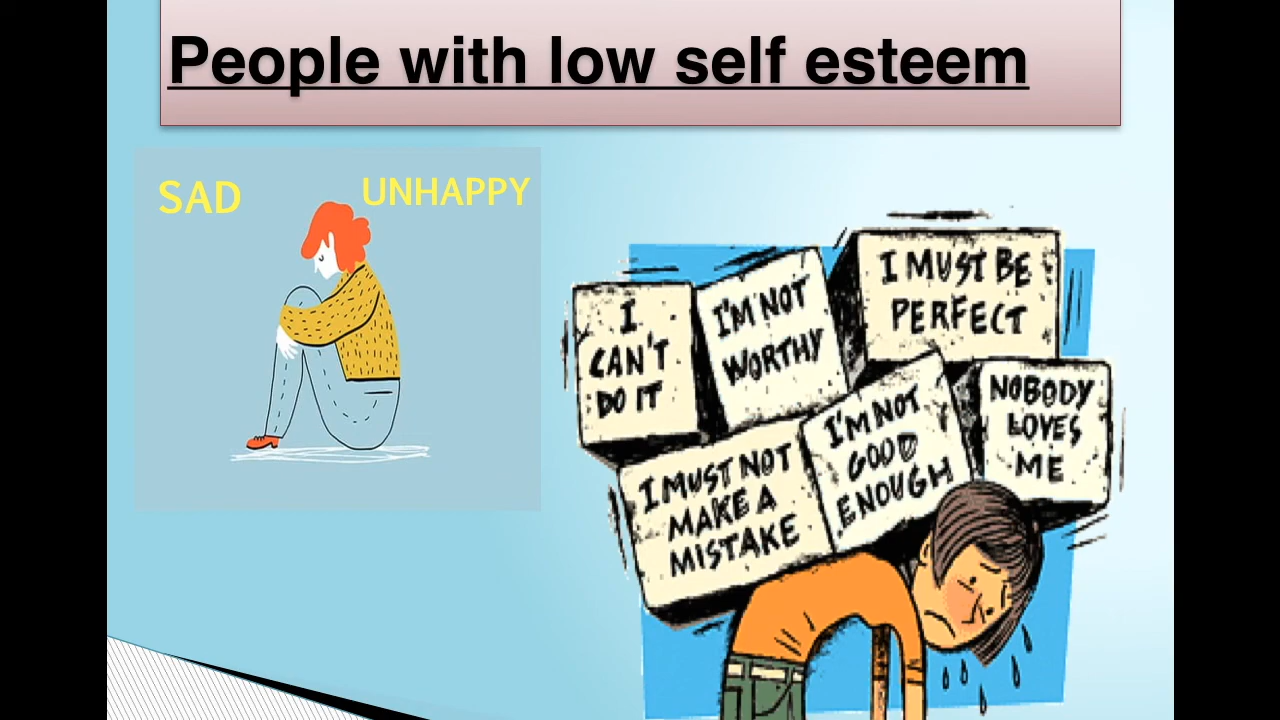 People with low self esteem
SAD
UNHAPPY
I
CAN'T
DO IT
I'M NOT
WORTHY
I MUST BE
PERFECT
I MUST NOT
MAKE A
MISTAKE
I'M NOT
GOOD
ENOUGH
NOBODY
LOVES
ME